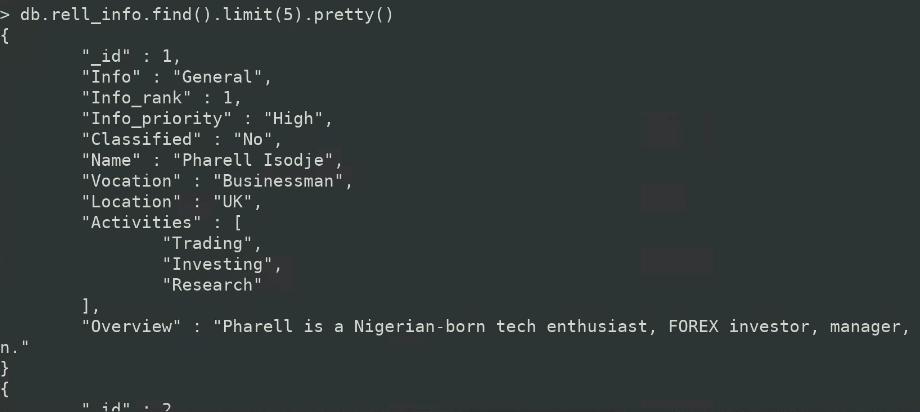 > db.rell_info.find().limit(5).pretty()
{
"_id" : 1,
"Info" : "General",
"Info_rank" : 1,
"Info_priority" : "High",
"Classified" : "No",
"Name" : "Pharell Isodje",
"Vocation" : "Businessman",
"Location" : "UK",
"Activities" : [
"Trading",
"Investing",
"Research"
],
"Overview" : "Pharell is a Nigerian-born tech enthusiast, FOREX investor, manager,
n."
}
{
"_id" : 2